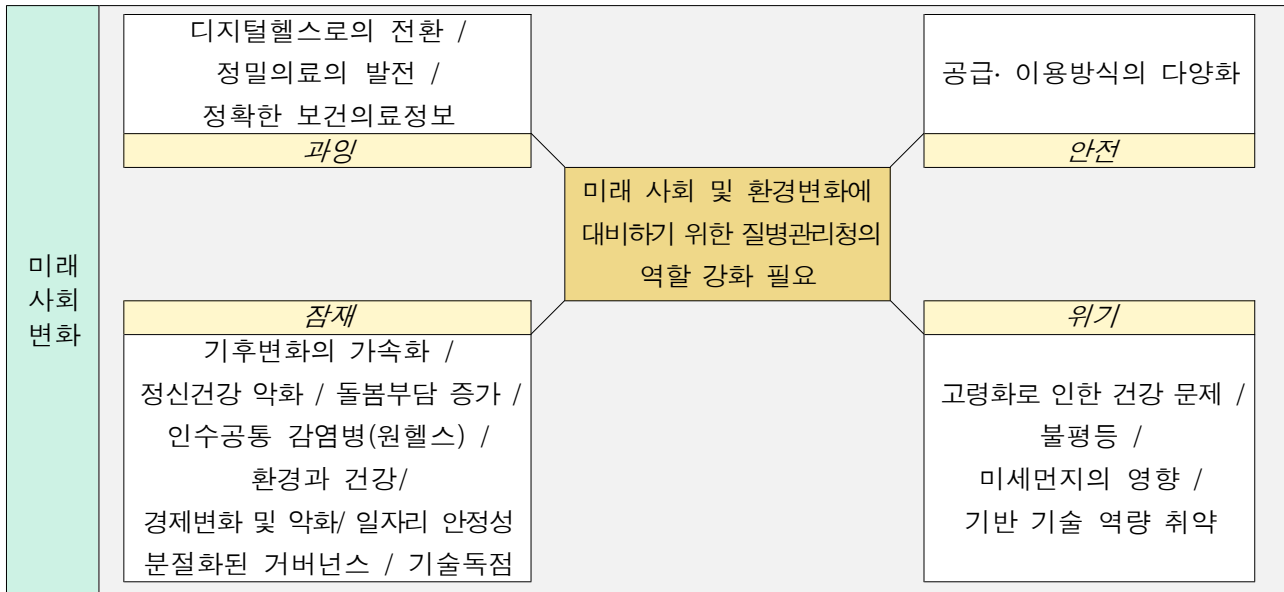 미래
사회
변화
디지털헬스로의 전환 /
정밀의료의 발전 /
정확한 보건의료정보
과잉
공급· 이용방식의 다양화
안전
미래 사회 및 환경변화에
대비하기 위한 질병관리청의
역할 강화 필요
잠재
기후변화의 가속화 /
정신건강 악화 / 돌봄부담 증가 /
인수공통 감염병(원헬스) /
환경과 건강/
경제변화 및 악화/ 일자리 안정성
분절화된 거버넌스 / 기술독점
위기
고령화로 인한 건강 문제 /
불평등 /
미세먼지의 영향 /
기반 기술 역량 취약